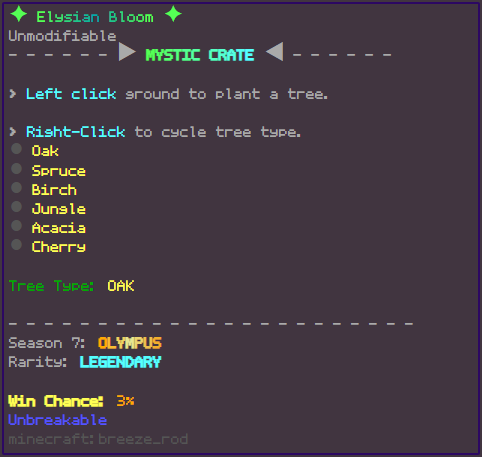 ✦ Elysian Bloom ✦
Unmodifiable
- - - - - - ▶ MYSTIC CRATE ◀ - - - - - -
> Left click ground to plant a tree.
> Right-Click to cycle tree type.
● Oak
● Spruce
● Birch
● Jungle
● Acacia
● Cherry
Tree Type: OAK
- - - - - - - - - - - - - - - - - - - - - - - -
Season 7: OLYMPUS
Rarity: LEGENDARY
Win Chance: 3%
Unbreakable
minecraft:breeze_rod